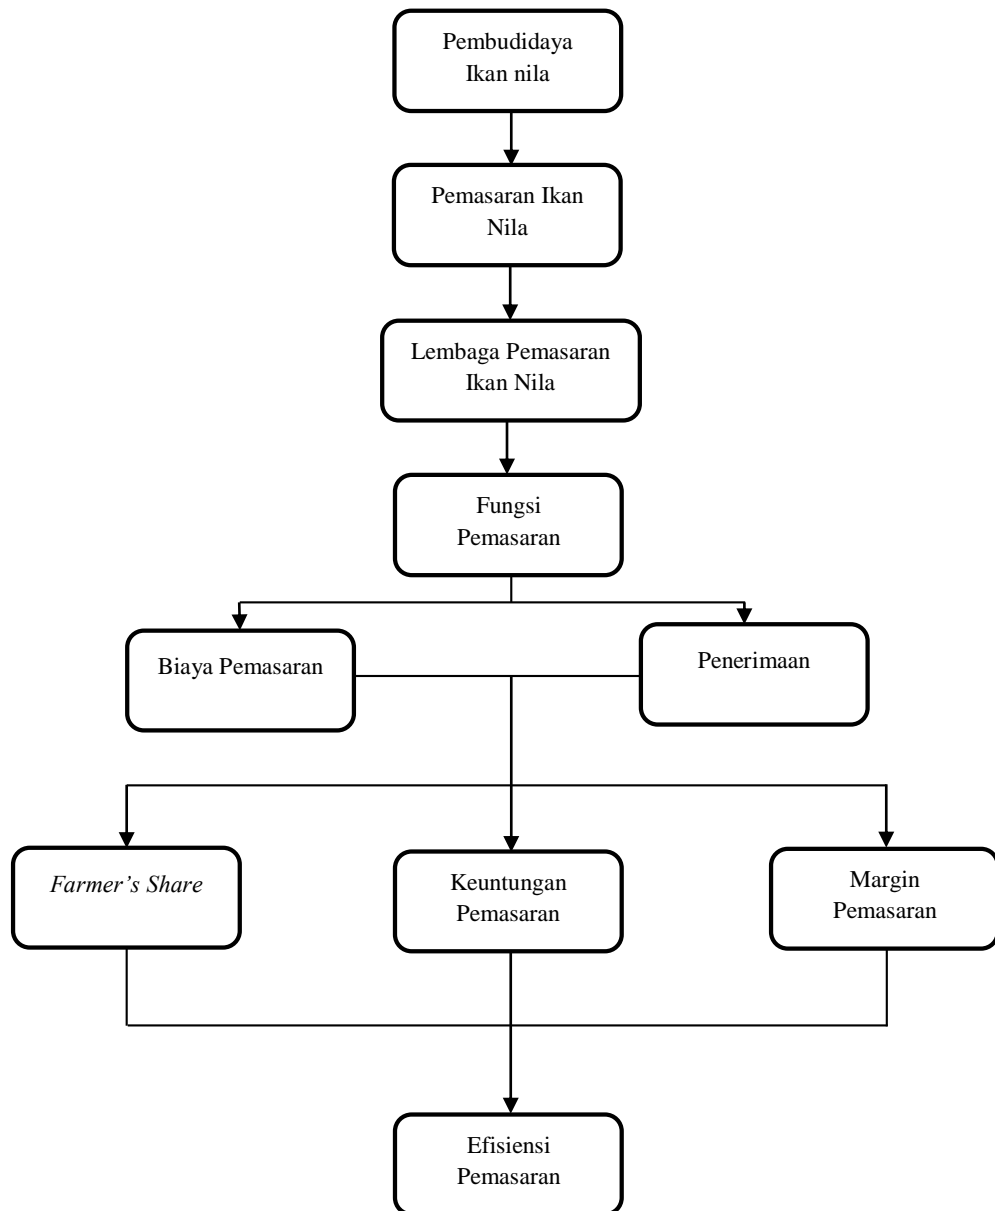 Pembudidaya
Ikan nila
Pemasaran Ikan
Nila
Lembaga Pemasaran
Ikan Nila
Fungsi
Pemasaran
Biaya Pemasaran
Penerimaan
Farmer’s Share
Keuntungan
Pemasaran
Margin
Pemasaran
Efisiensi
Pemasaran